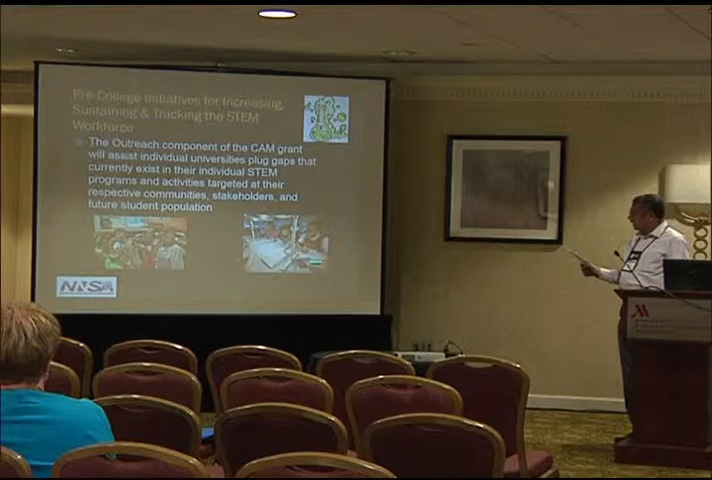 Pre-College Initiatives for Increasing,
Sustaining & Tracking the STEM
Workforce
The Outreach component of the CAM grant
will assist individual universities plug gaps that
currently exist in their individual STEM
programs and activities targeted at their
respective communities, stakeholders, and
future student population
NNSA